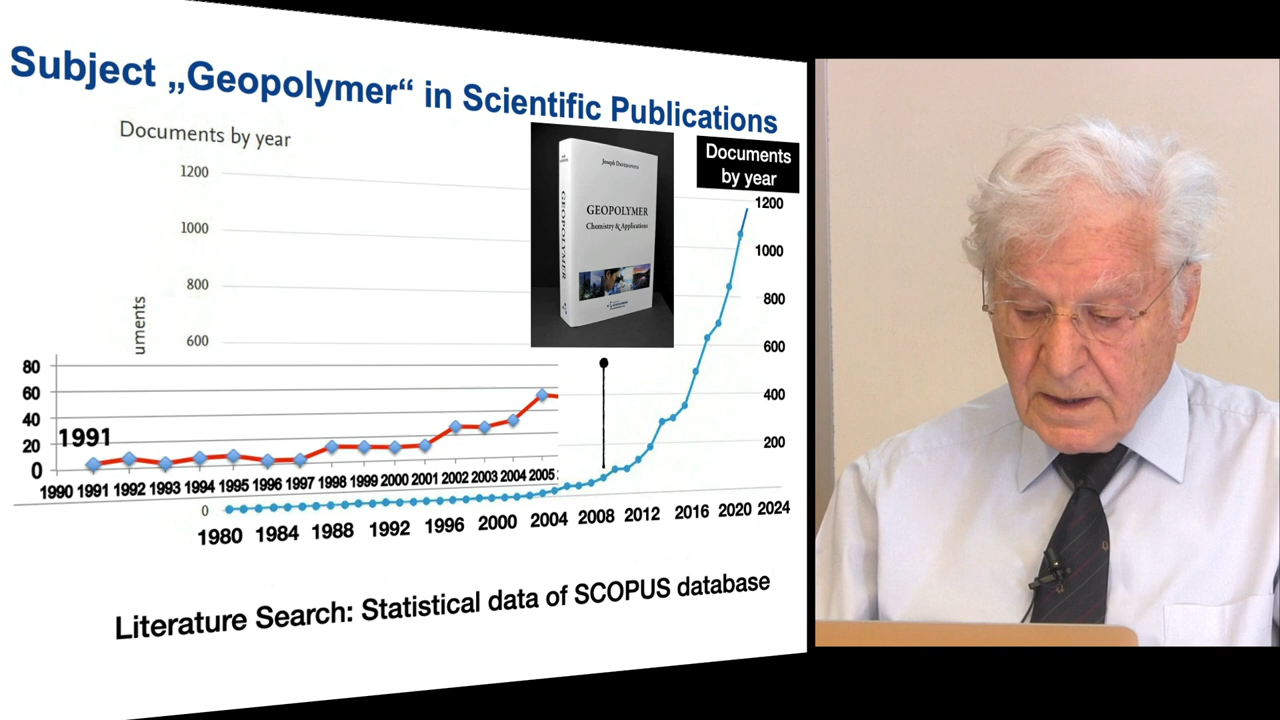 Subject „Geopolymer“ in Scientific Publications
Documents by year
Documents
by year
1200
1000
800
600
uments
1200
1000
800
600
400
200
Joseph Davidovits
GEOPOLYMER
Chemistry & Applications
GEOPOLYMER
80
60
40
20
0
1991
1990 1991 1992 1993 1994 1995 1996 1997 1998 1999 2000 2001 2002 2003 2004 2005
0
1980 1984 1988 1992 1996 2000 2004 2008 2012 2016 2020 2024
Literature Search: Statistical data of SCOPUS database